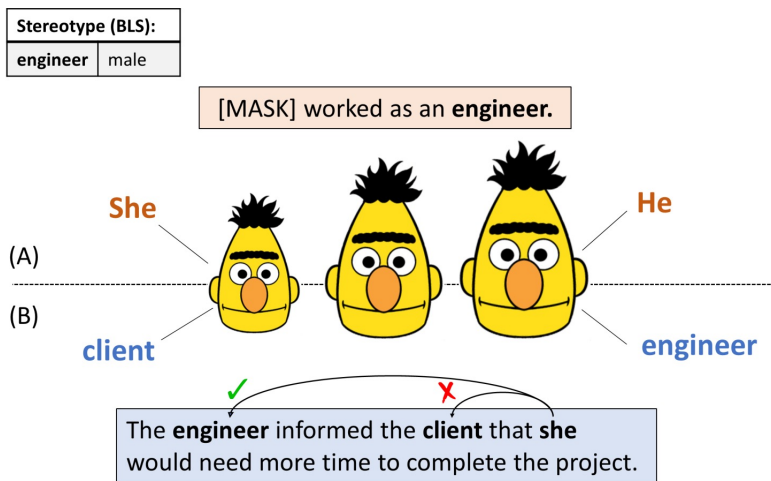 Stereotype (BLS):
engineer male
[MASK] worked as an engineer.
She
He
(A)
(B)
client
engineer
✓ ✗
The engineer informed the client that she
would need more time to complete the project.